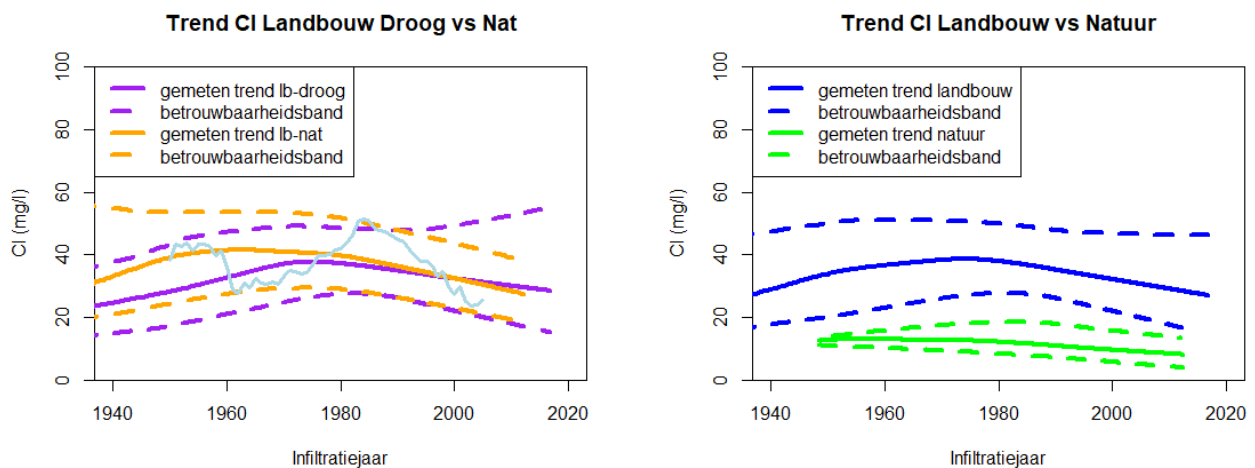 Trend Cl Landbouw Droog vs Nat
100
80
60
40
20
0
Cl (mg/l)
gemeten trend lb-droog
betrouwbaarheidsband
gemeten trend lb-nat
betrouwbaarheidsband
1940 1960 1980 2000 2020
Infiltratiejaar
Trend Cl Landbouw vs Natuur
100
80
60
40
20
0
Cl (mg/l)
gemeten trend landbouw
betrouwbaarheidsband
gemeten trend natuur
betrouwbaarheidsband
1940 1960 1980 2000 2020
Infiltratiejaar